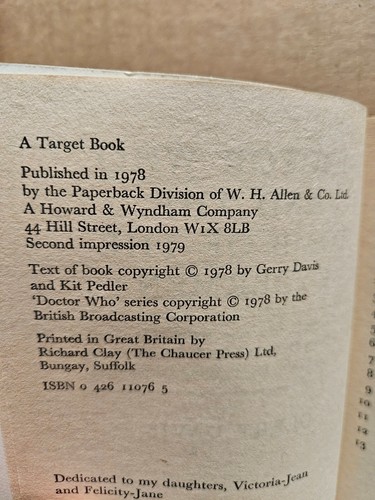 A Target Book
Published in 1978
by the Paperback Division of W. H. Allen & Co. Ltd.
A Howard & Wyndham Company
44 Hill Street, London W1X 8LB
Second impression 1979
Text of book copyright © 1978 by Gerry Davis
and Kit Pedler
'Doctor Who' series copyright © 1978 by the
British Broadcasting Corporation
Printed in Great Britain by
Richard Clay (The Chaucer Press) Ltd,
Bungay, Suffolk
ISBN 0 426 11076 5
Dedicated to my daughters, Victoria-Jean
and Felicity-Jane
6
7
8
9
10
11
12
13